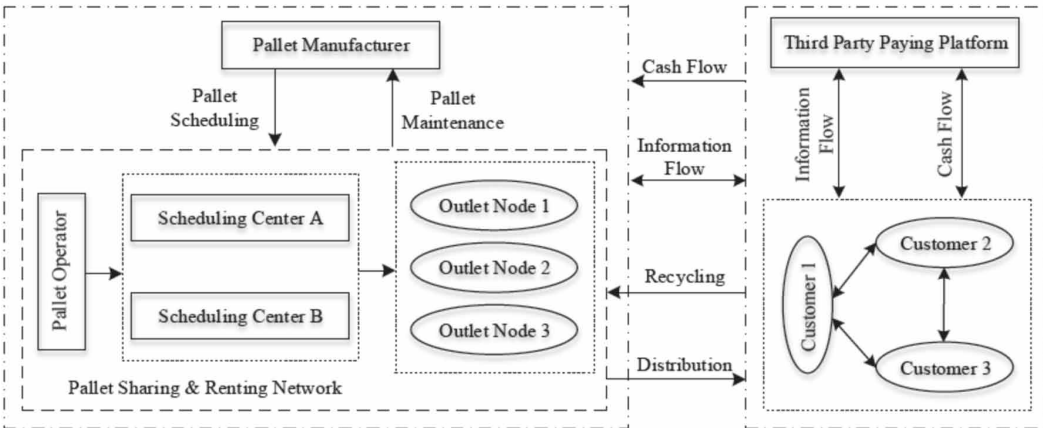 Pallet Manufacturer
Pallet
Scheduling
Pallet
Maintenance
Pallet Operator
Scheduling Center A
Scheduling Center B
Outlet Node 1
Outlet Node 2
Outlet Node 3
Pallet Sharing & Renting Network
Cash Flow
Information
Flow
Recycling
Distribution
Third Party Paying Platform
Information
Flow
Cash Flow
Customer 1
Customer 2
Customer 3